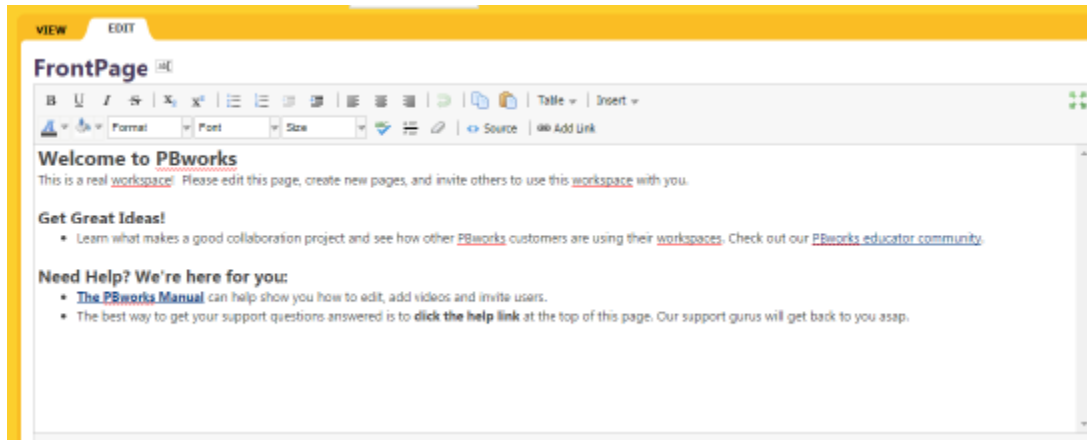 VIEW EDIT
FrontPage
B U I S X₂ X² Table Insert
Format Font Size Source Add Link
Welcome to PBworks
This is a real workspace! Please edit this page, create new pages, and invite others to use this workspace with you.
Get Great Ideas!
• Learn what makes a good collaboration project and see how other PBworks customers are using their workspaces. Check out our PBworks educator community.
Need Help? We're here for you:
• The PBworks Manual can help show you how to edit, add videos and invite users.
• The best way to get your support questions answered is to click the help link at the top of this page. Our support gurus will get back to you asap.